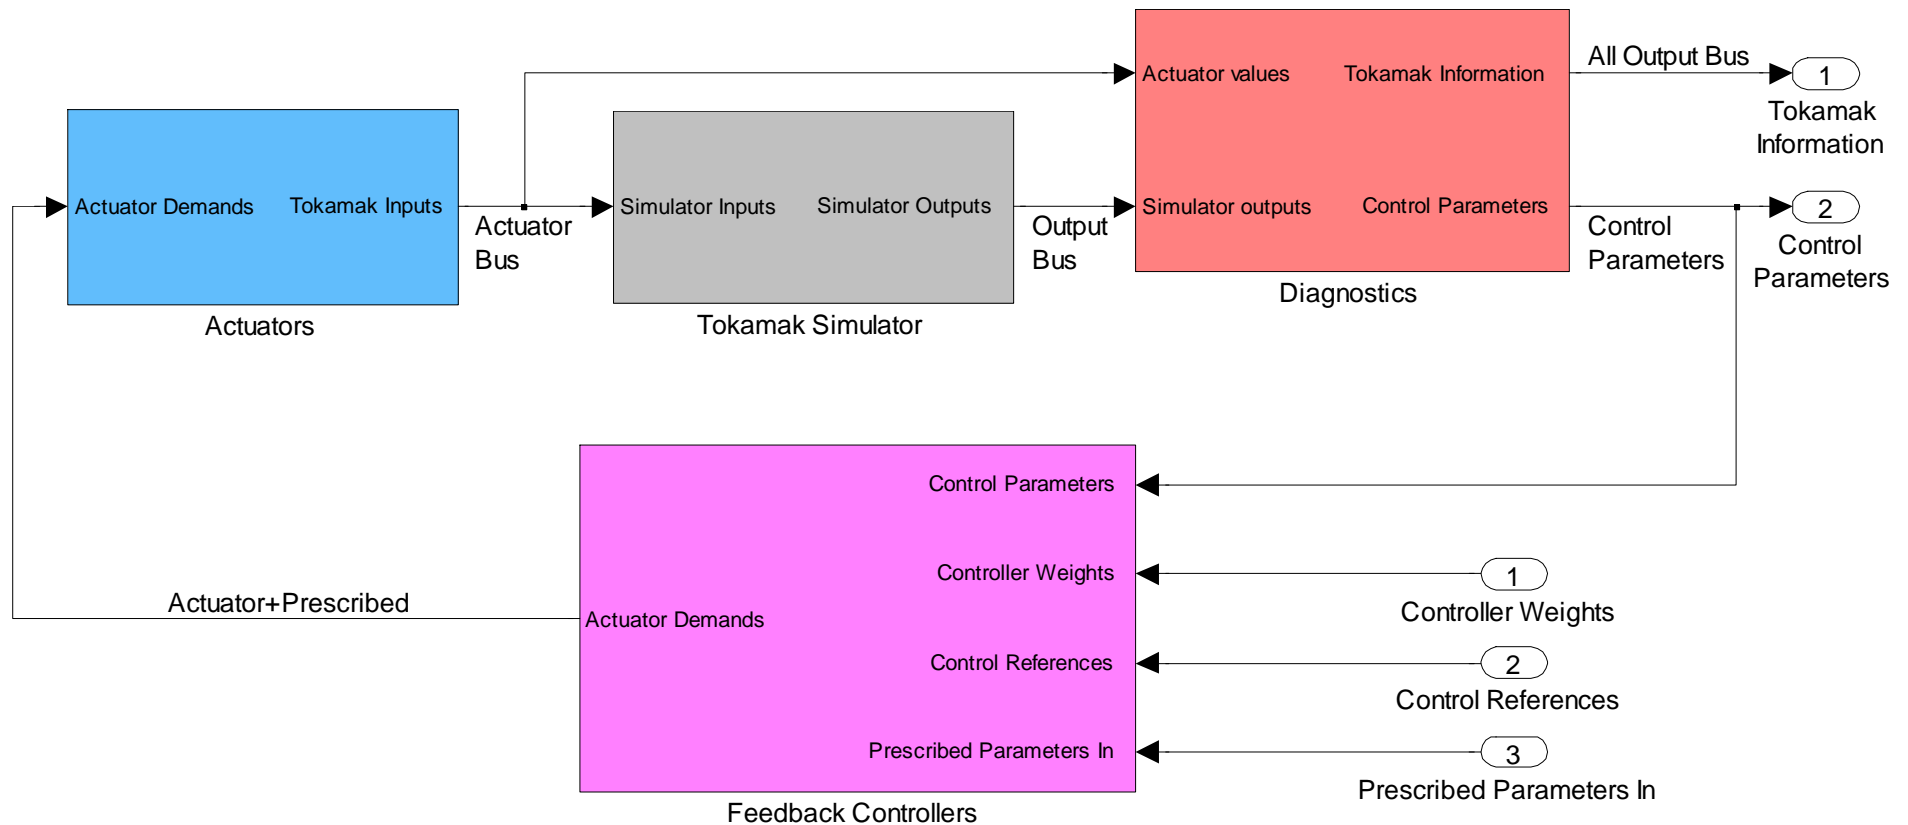 All Output Bus
Actuator values
Tokamak Information
1
Tokamak
Information
Actuator Demands
Tokamak Inputs
Simulator Inputs
Simulator Outputs
Simulator outputs
Control Parameters
2
Actuator
Bus
Output
Bus
Control
Parameters
Control
Parameters
Actuators
Tokamak Simulator
Diagnostics
Control Parameters
Controller Weights
1
Controller Weights
Actuator+Prescribed
Actuator Demands
Control References
2
Control References
Prescribed Parameters In
3
Prescribed Parameters In
Feedback Controllers